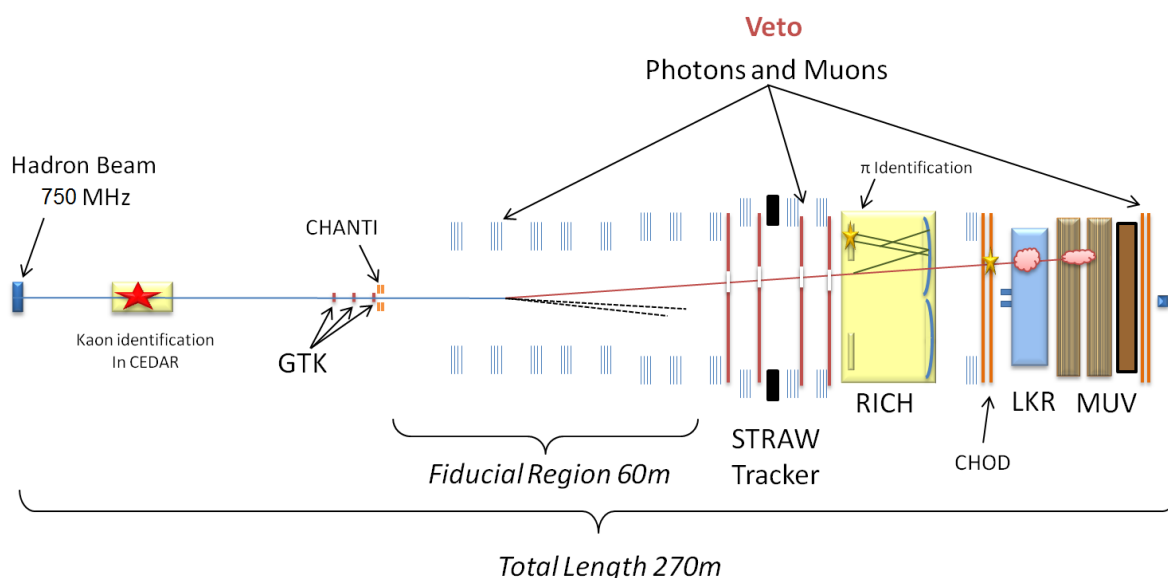 Veto
Photons and Muons
Hadron Beam
750 MHz
π Identification
CHANTI
Kaon identification
In CEDAR
GTK
RICH
LKR
MUV
STRAW
Tracker
CHOD
Fiducial Region 60m
Total Length 270m